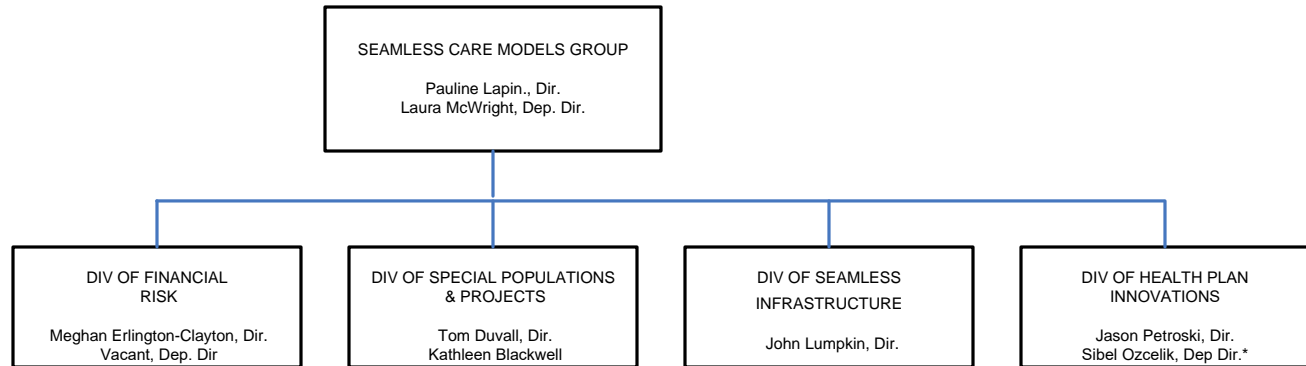 SEAMLESS CARE MODELS GROUP
Pauline Lapin., Dir.
Laura McWright, Dep. Dir.
DIV OF FINANCIAL
RISK
Meghan Erlington-Clayton, Dir.
Vacant, Dep. Dir
DIV OF SPECIAL POPULATIONS
& PROJECTS
Tom Duvall, Dir.
Kathleen Blackwell
DIV OF SEAMLESS
INFRASTRUCTURE
John Lumpkin, Dir.
DIV OF HEALTH PLAN
INNOVATIONS
Jason Petroski, Dir.
Sibel Ozcelik, Dep Dir.*